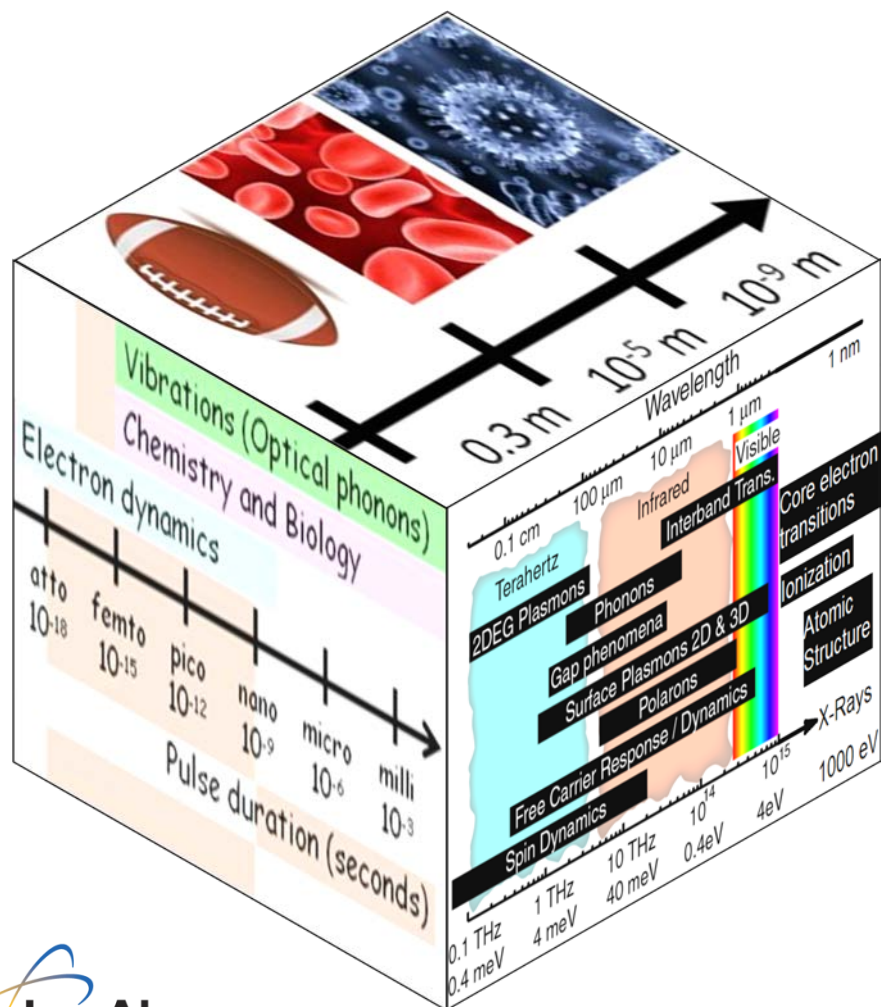 0.3 m
10-5 m
10-9 m
Vibrations (Optical phonons)
Chemistry and Biology
Electron dynamics
atto
10-18
femto
10-15
pico
10-12
nano
10-9
micro
10-6
milli
10-3
Pulse duration (seconds)
Wavelength
0.1 cm
100 µm
10 µm
1 µm
1 nm
Terahertz
Infrared
Visible
Interband Trans.
Core electron
transitions
2DEG Plasmons
Phonons
Ionization
Gap phenomena
Surface Plasmons 2D & 3D
Atomic
Structure
Polarons
Free Carrier Response / Dynamics
Spin Dynamics
X-Rays
0.1 THz
0.4 meV
1 THz
4 meV
10 THz
40 meV
1014
0.4eV
1015
4eV
1000 eV